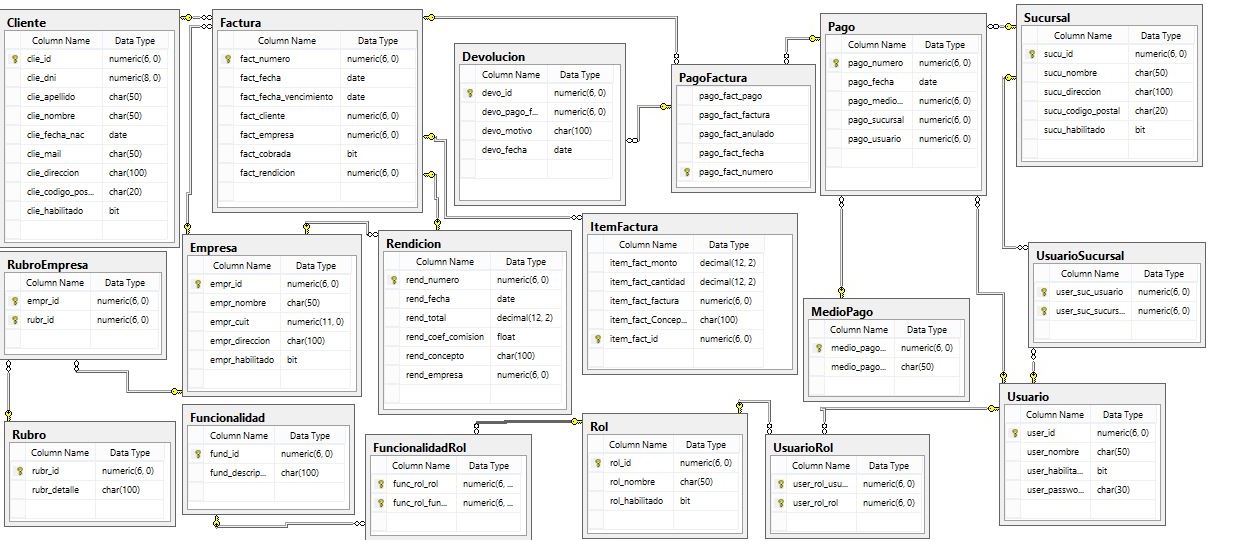 Cliente
Column Name Data Type
clie_id numeric(6, 0)
clie_dni numeric(8, 0)
clie_apellido char(50)
clie_nombre char(50)
clie_fecha_nac date
clie_mail char(50)
clie_direccion char(100)
clie_codigo_pos... char(20)
clie_habilitado bit
Factura
Column Name Data Type
fact_numero numeric(6, 0)
fact_fecha date
fact_fecha_vencimiento date
fact_cliente numeric(6, 0)
fact_empresa numeric(6, 0)
fact_cobrada bit
fact_rendicion numeric(6, 0)
Devolucion
Column Name Data Type
devo_id numeric(6, 0)
devo_pago_f... numeric(6, 0)
devo_motivo char(100)
devo_fecha date
PagoFactura
pago_fact_pago
pago_fact_factura
pago_fact_anulado
pago_fact_fecha
pago_fact_numero
Pago
Column Name Data Type
pago_numero numeric(6, 0)
pago_fecha date
pago_medio... numeric(6, 0)
pago_sucursal numeric(6, 0)
pago_usuario numeric(6, 0)
Sucursal
Column Name Data Type
sucu_id numeric(6, 0)
sucu_nombre char(50)
sucu_direccion char(100)
sucu_codigo_postal char(20)
sucu_habilitado bit
RubroEmpresa
Column Name Data Type
empr_id numeric(6, 0)
rubr_id numeric(6, 0)
Empresa
Column Name Data Type
empr_id numeric(6, 0)
empr_nombre char(50)
empr_cuit numeric(11, 0)
empr_direccion char(100)
empr_habilitado bit
Rendicion
Column Name Data Type
rend_numero numeric(6, 0)
rend_fecha date
rend_total decimal(12, 2)
rend_coef_comision float
rend_concepto char(100)
rend_empresa numeric(6, 0)
ItemFactura
Column Name Data Type
item_fact_monto decimal(12, 2)
item_fact_cantidad decimal(12, 2)
item_fact_factura numeric(6, 0)
item_fact_Concep... char(100)
item_fact_id numeric(6, 0)
MedioPago
Column Name Data Type
medio_pago... numeric(6, 0)
medio_pago... char(50)
UsuarioSucursal
Column Name Data Type
user_suc_usuario numeric(6, 0)
user_suc_sucurs... numeric(6, 0)
Rubro
Column Name Data Type
rubr_id numeric(6, 0)
rubr_detalle char(100)
Funcionalidad
Column Name Data Type
fund_id numeric(6, 0)
fund_descrip... char(100)
FuncionalidadRol
Column Name Data Type
func_rol_rol numeric(6, ...
func_rol_fun... numeric(6, ...
Rol
Column Name Data Type
rol_id numeric(6, 0)
rol_nombre char(50)
rol_habilitado bit
UsuarioRol
Column Name Data Type
user_rol_usu... numeric(6, 0)
user_rol_rol numeric(6, 0)
Usuario
Column Name Data Type
user_id numeric(6, 0)
user_nombre char(50)
user_habilita... bit
user_passwo... char(30)